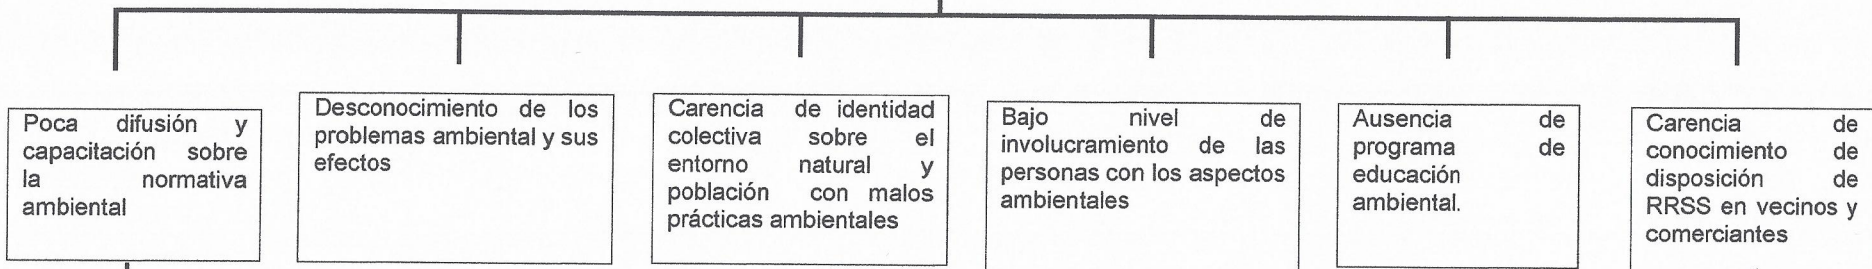 Poca difusión y
capacitación sobre
la normativa
ambiental
Desconocimiento de los
problemas ambiental y sus
efectos
Carencia de identidad
colectiva sobre el
entorno natural y
población con malos
prácticas ambientales
Bajo nivel de
involucramiento de las
personas con los aspectos
ambientales
Ausencia de
programa de
educación
ambiental.
Carencia de
conocimiento de
disposición de
RRSS en vecinos y
comerciantes